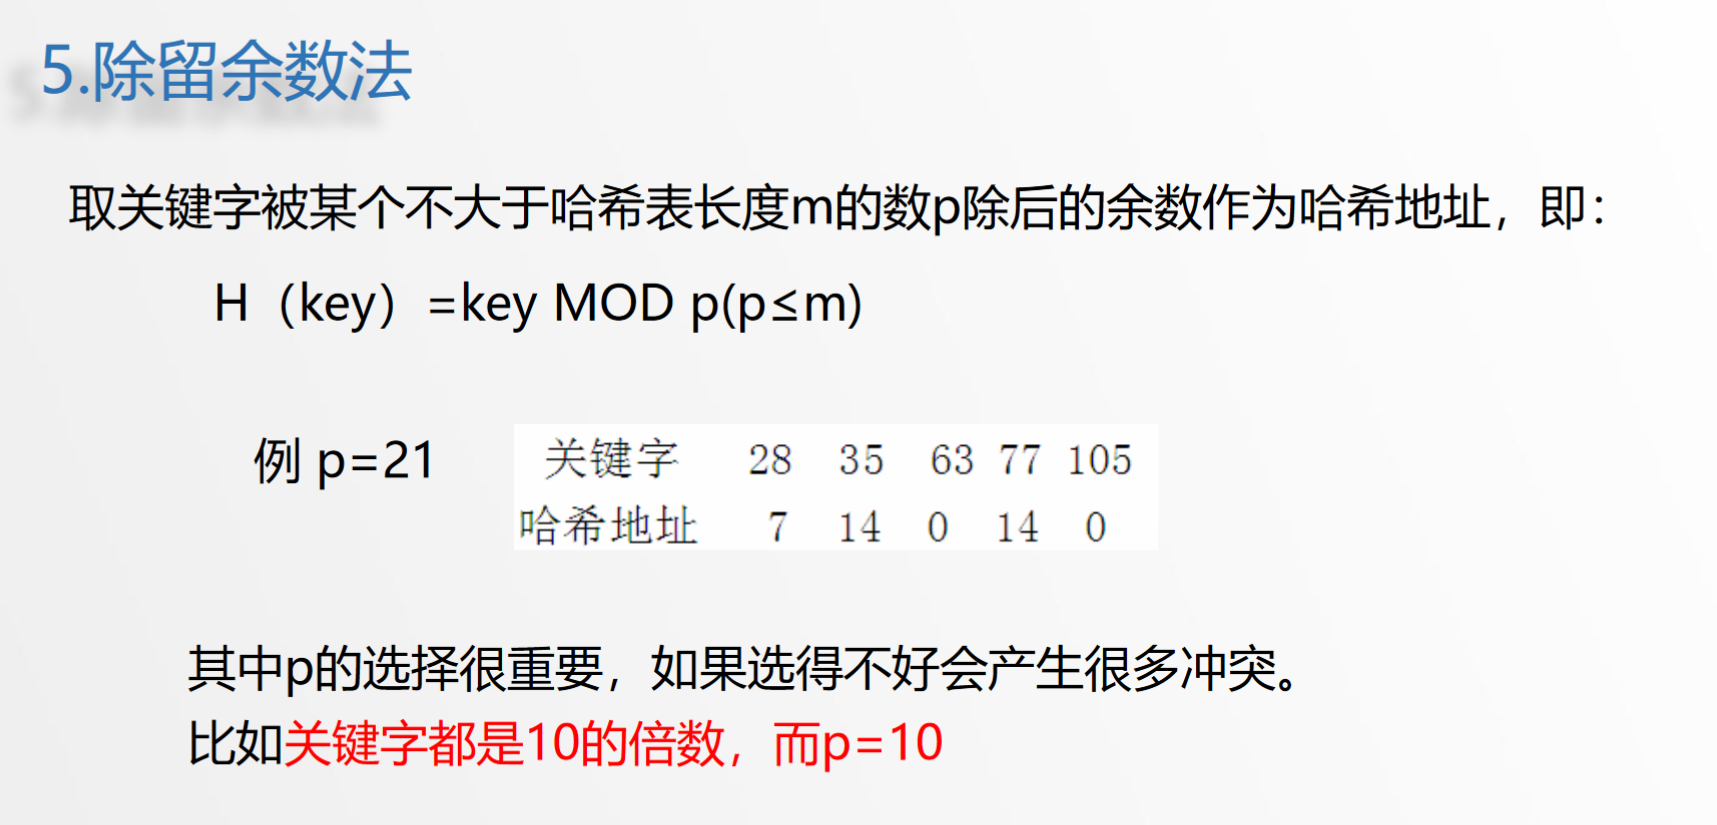 5.除留余数法
取关键字被某个不大于哈希表长度m的数p除后的余数作为哈希地址，即：
H（key）=key MOD p(p≤m)
例 p=21
关键字 28 35 63 77 105
哈希地址 7 14 0 14 0
其中p的选择很重要，如果选得不好会产生很多冲突。
比如关键字都是10的倍数，而p=10